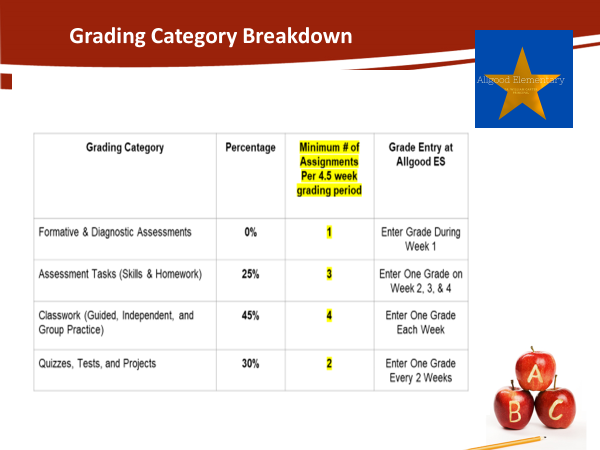 Grading Category Breakdown
Allgood Elementary
Grading Category
Percentage
Minimum # of
Assignments
Per 4.5 week
grading period
Grade Entry at
Allgood ES
Formative & Diagnostic Assessments
0%
1
Enter Grade During
Week 1
Assessment Tasks (Skills & Homework)
25%
3
Enter One Grade on
Week 2, 3, & 4
Classwork (Guided, Independent, and
Group Practice)
45%
4
Enter One Grade
Each Week
Quizzes, Tests, and Projects
30%
2
Enter One Grade
Every 2 Weeks
A
B C